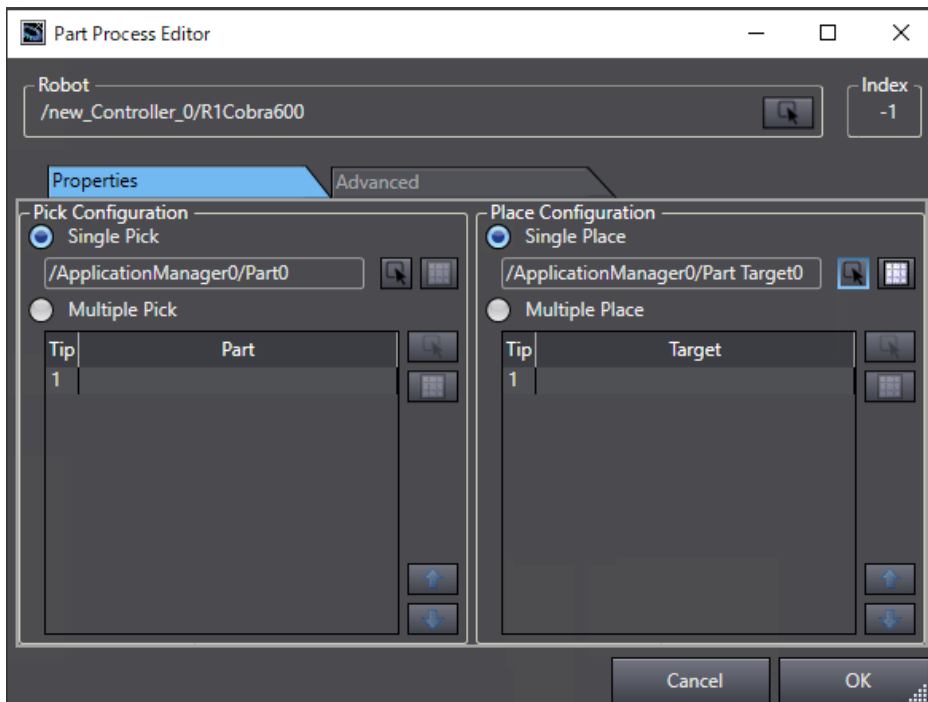 Part Process Editor
Robot
/new_Controller_0/R1Cobra600
Index
-1
Properties
Advanced
Pick Configuration
Single Pick
/ApplicationManager0/Part0
Multiple Pick
Tip Part
1
Place Configuration
Single Place
/ApplicationManager0/Part Target0
Multiple Place
Tip Target
1
Cancel
OK